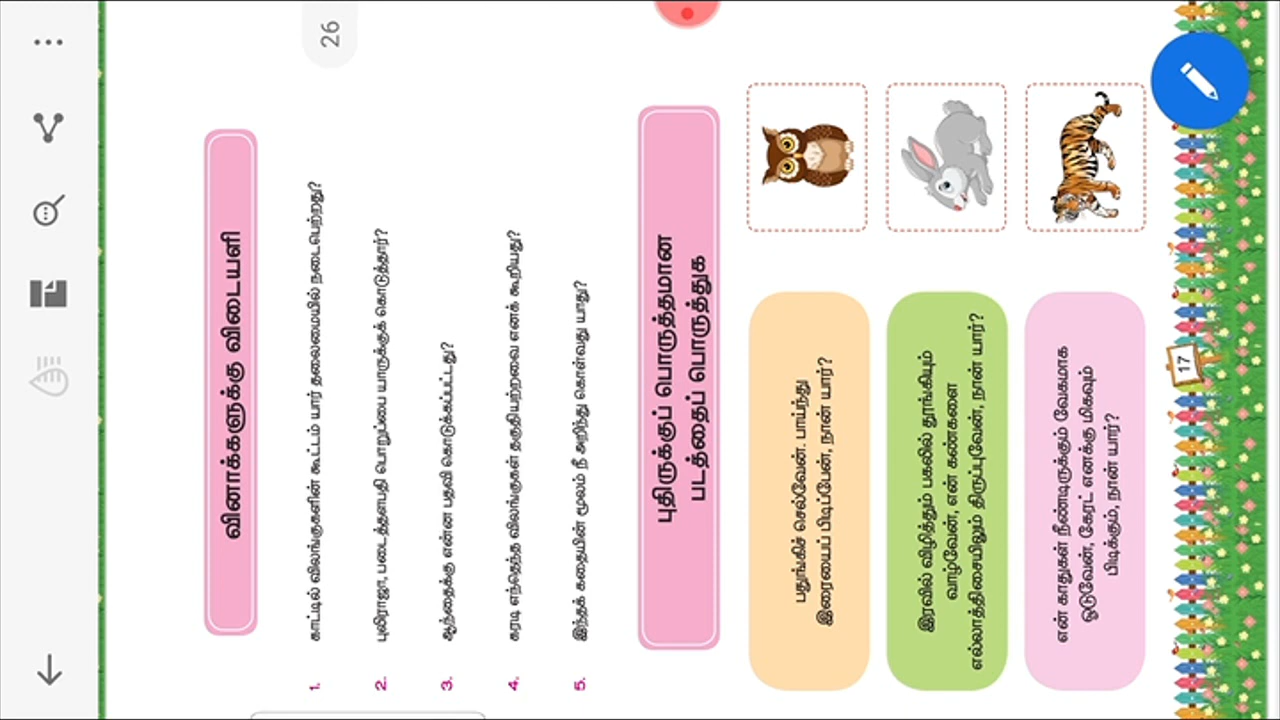 26
வினாக்களுக்கு விடையளி
1. காட்டில் விலங்குகளின் கூட்டம் யார் தலைமையில் நடைபெற்றது?
2. புலிராஜா, படைத்தளபதி பொறுப்பை யாருக்குக் கொடுத்தார்?
3. ஆந்தைக்கு என்ன பதவி கொடுக்கப்பட்டது?
4. கரடி எந்தெந்த விலங்குகள் தகுதியற்றவை எனக் கூறியது?
5. இந்தக் கதையின் மூலம் நீ அறிந்து கொள்வது யாது?
புதிருக்குப் பொருத்தமான
படத்தைப் பொருத்துக
பதுங்கிச் செல்வேன். பாய்ந்து
இரையைப் பிடிப்பேன், நான் யார்?
இரவில் விழித்தும் பகலில் தூங்கியும்
வாழ்வேன், என் கண்களை
எல்லாத்திசையிலும் திருப்புவேன், நான் யார்?
என் காதுகள் நீண்டிருக்கும் வேகமாக
ஓடுவேன், கேரட் எனக்கு மிகவும்
பிடிக்கும், நான் யார்?
17